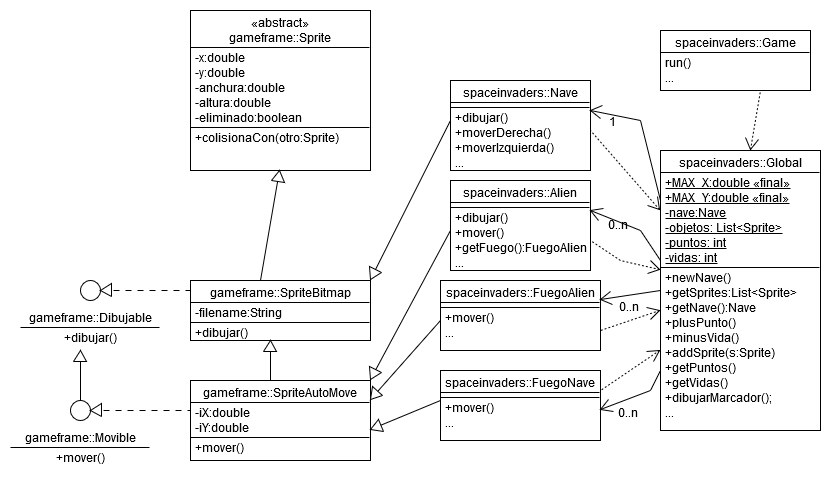 «abstract»
gameframe::Sprite
-x:double
-y:double
-anchura:double
-altura:double
-eliminado:boolean
+colisionaCon(otro:Sprite)
gameframe::SpriteBitmap
-filename:String
+dibujar()
gameframe::Dibujable
+dibujar()
gameframe::SpriteAutoMove
-iX:double
-iY:double
+mover()
gameframe::Movible
+mover()
spaceinvaders::Nave
+dibujar()
+moverDerecha()
+moverIzquierda()
...
1
spaceinvaders::Alien
+dibujar()
+mover()
+getFuego():FuegoAlien
...
0..n
spaceinvaders::FuegoAlien
+mover()
...
0..n
spaceinvaders::FuegoNave
+mover()
...
0..n
spaceinvaders::Game
run()
...
spaceinvaders::Global
+MAX_X:double «final»
+MAX_Y:double «final»
-nave:Nave
-objetos: List<Sprite>
-puntos: int
-vidas: int
+newNave()
+getSprites:List<Sprite>
+getNave():Nave
+plusPunto()
+minusVida()
+addSprite(s:Sprite)
+getPuntos()
+getVidas()
+dibujarMarcador();
...